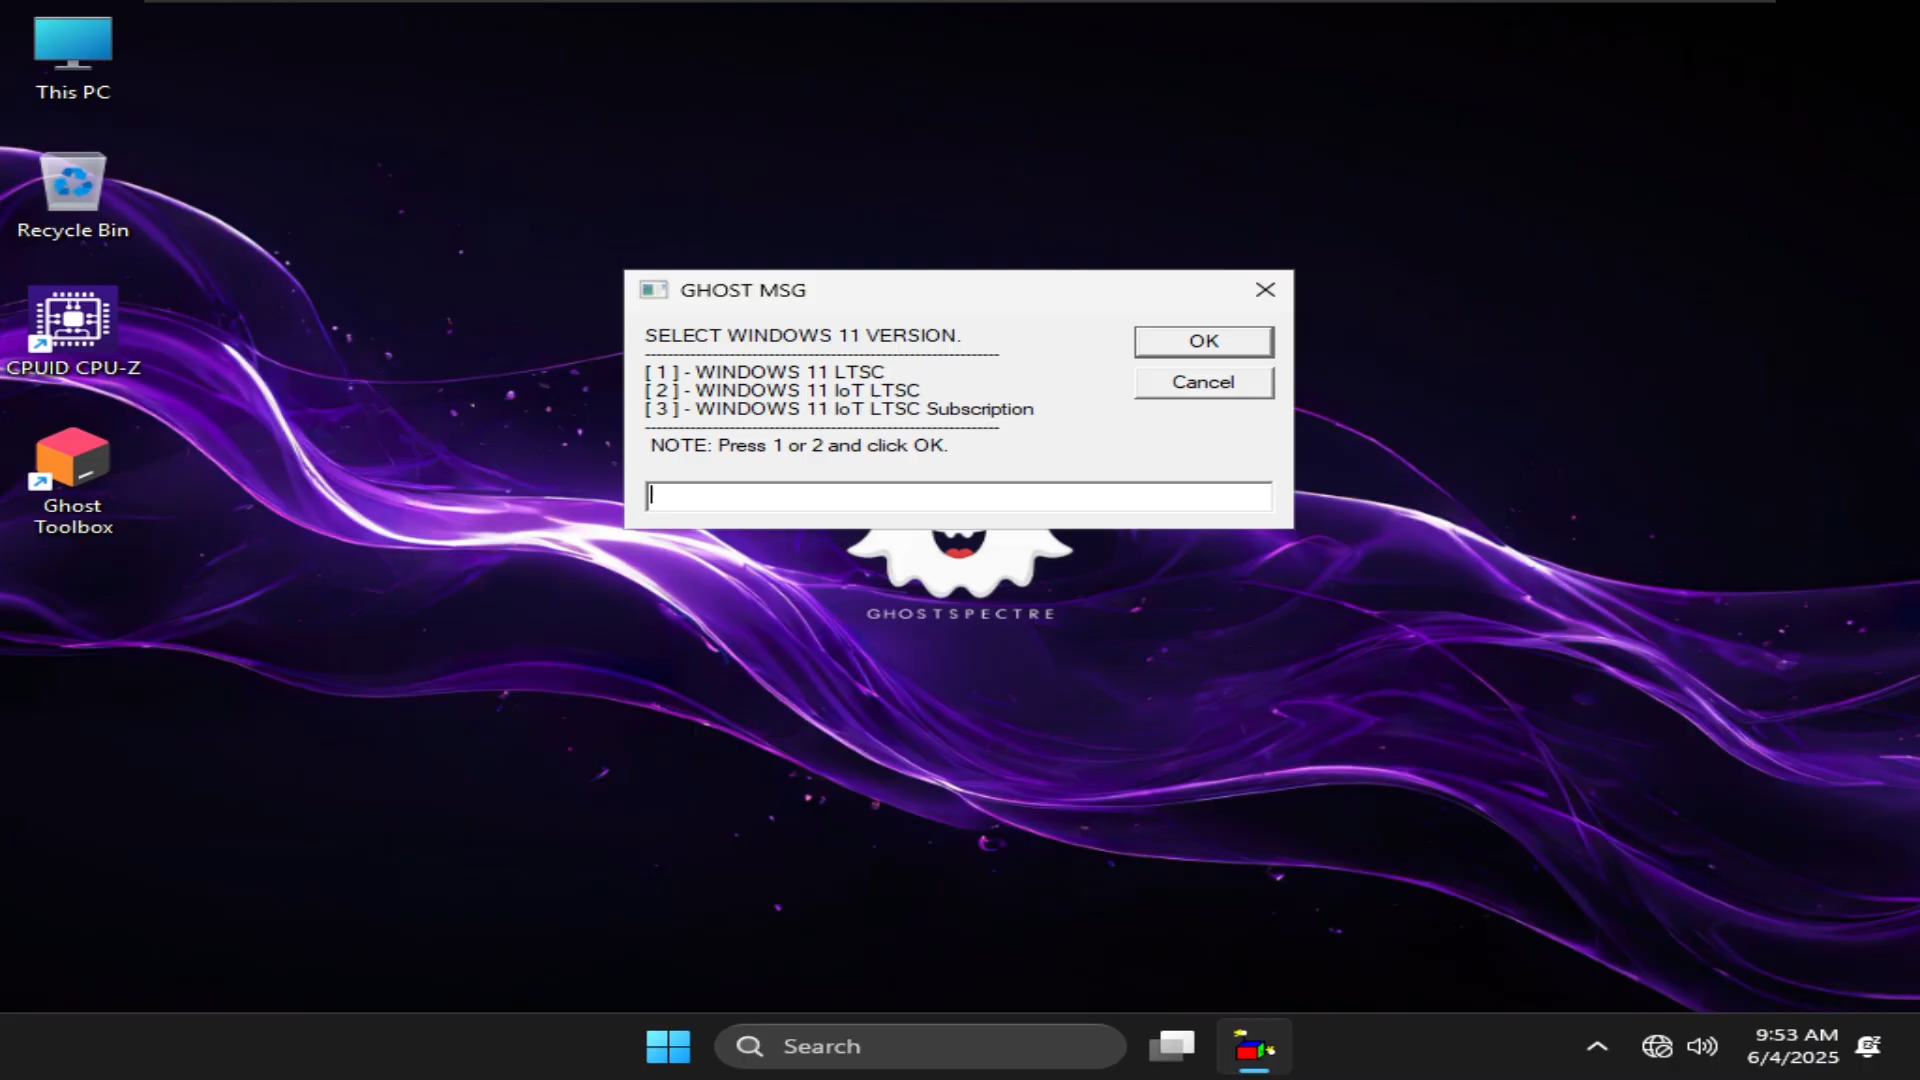 This PC
Recycle Bin
CPUID CPU-Z
Ghost
Toolbox
GHOST MSG
SELECT WINDOWS 11 VERSION.
[ 1 ] - WINDOWS 11 LTSC
[ 2 ] - WINDOWS 11 IoT LTSC
[ 3 ] - WINDOWS 11 IoT LTSC Subscription
NOTE: Press 1 or 2 and click OK.
OK
Cancel
GHOSTSPECTRE
Search
9:53 AM
6/4/2025